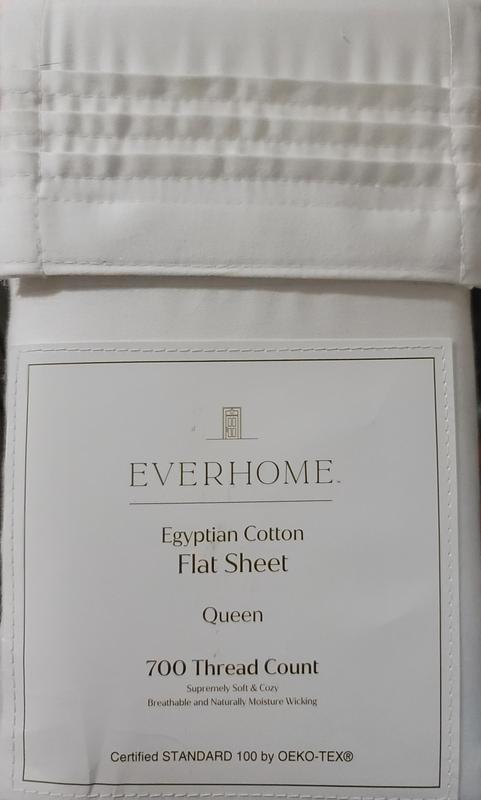 EVERHOME™
Egyptian Cotton
Flat Sheet
Queen
700 Thread Count
Supremely Soft & Cozy
Breathable and Naturally Moisture Wicking
Certified STANDARD 100 by OEKO-TEX®